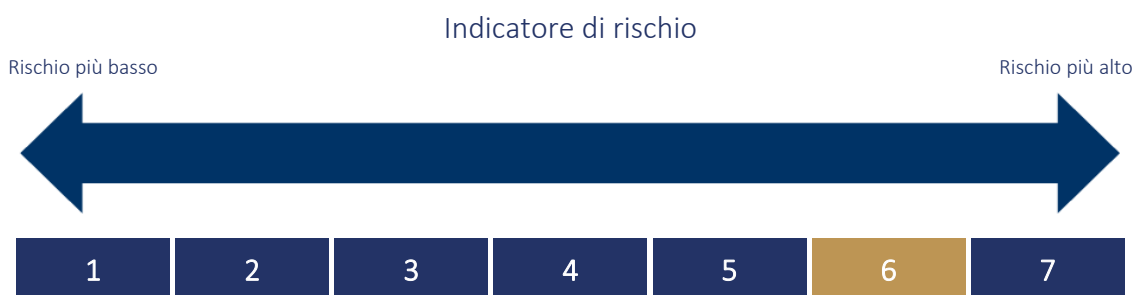 Indicatore di rischio
Rischio più basso
Rischio più alto
1 2 3 4 5 6 7